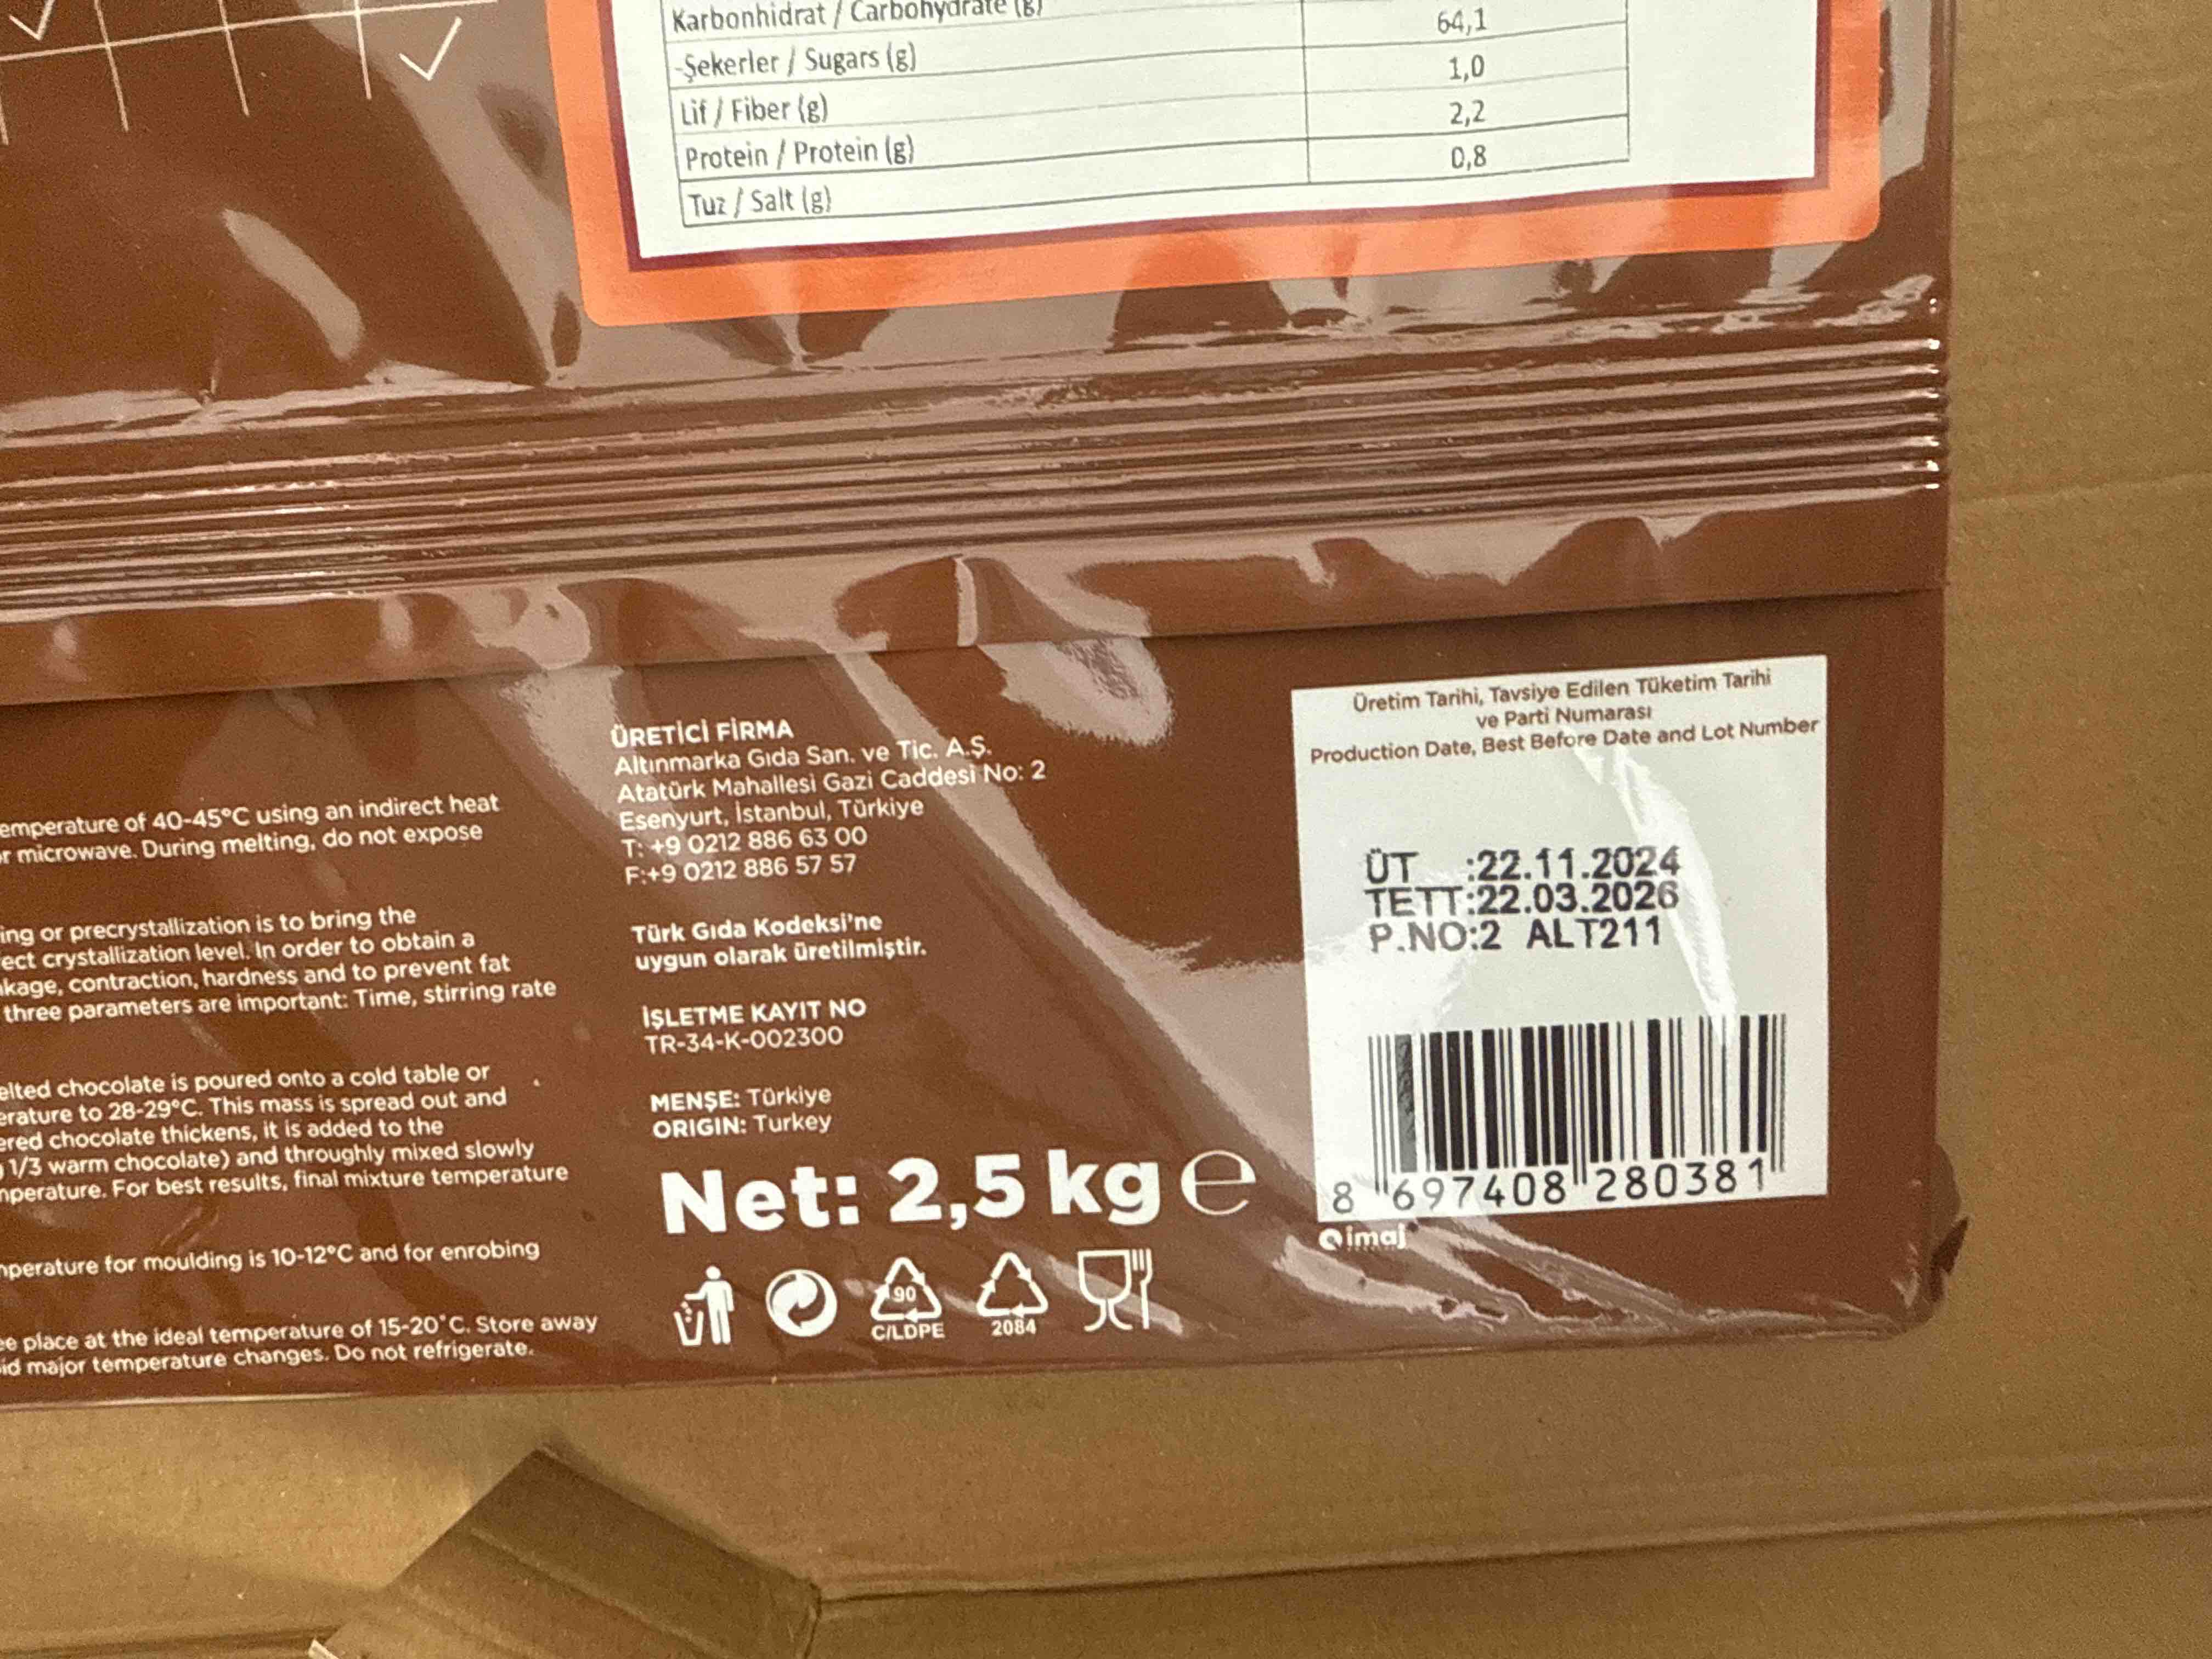 Karbonhidrat / Carbohydrate (g)
64,1
-Şekerler / Sugars (g)
1,0
Lif / Fiber (g)
2,2
Protein / Protein (g)
0,8
Tuz / Salt (g)
emperature of 40-45°C using an indirect heat
r microwave. During melting, do not expose
ing or precrystallization is to bring the
ect crystallization level. In order to obtain a
kage, contraction, hardness and to prevent fat
three parameters are important: Time, stirring rate
elted chocolate is poured onto a cold table or
erature to 28-29°C. This mass is spread out and
ered chocolate thickens, it is added to the
1/3 warm chocolate) and throughly mixed slowly
mperature. For best results, final mixture temperature
mperature for moulding is 10-12°C and for enrobing
ee place at the ideal temperature of 15-20°C. Store away
id major temperature changes. Do not refrigerate.
ÜRETİCİ FİRMA
Altınmarka Gıda San. ve Tic. A.Ş.
Atatürk Mahallesi Gazi Caddesi No: 2
Esenyurt, İstanbul, Türkiye
T: +9 0212 886 63 00
F:+9 0212 886 57 57
Türk Gıda Kodeksi'ne
uygun olarak üretilmiştir.
İŞLETME KAYIT NO
TR-34-K-002300
MENŞE: Türkiye
ORIGIN: Turkey
Net: 2,5 kg e
90
C/LDPE
2084
Üretim Tarihi, Tavsiye Edilen Tüketim Tarihi
ve Parti Numarası
Production Date, Best Before Date and Lot Number
ÜT :22.11.2024
TETT:22.03.2026
P.NO:2 ALT211
8 697408 280381
imaj